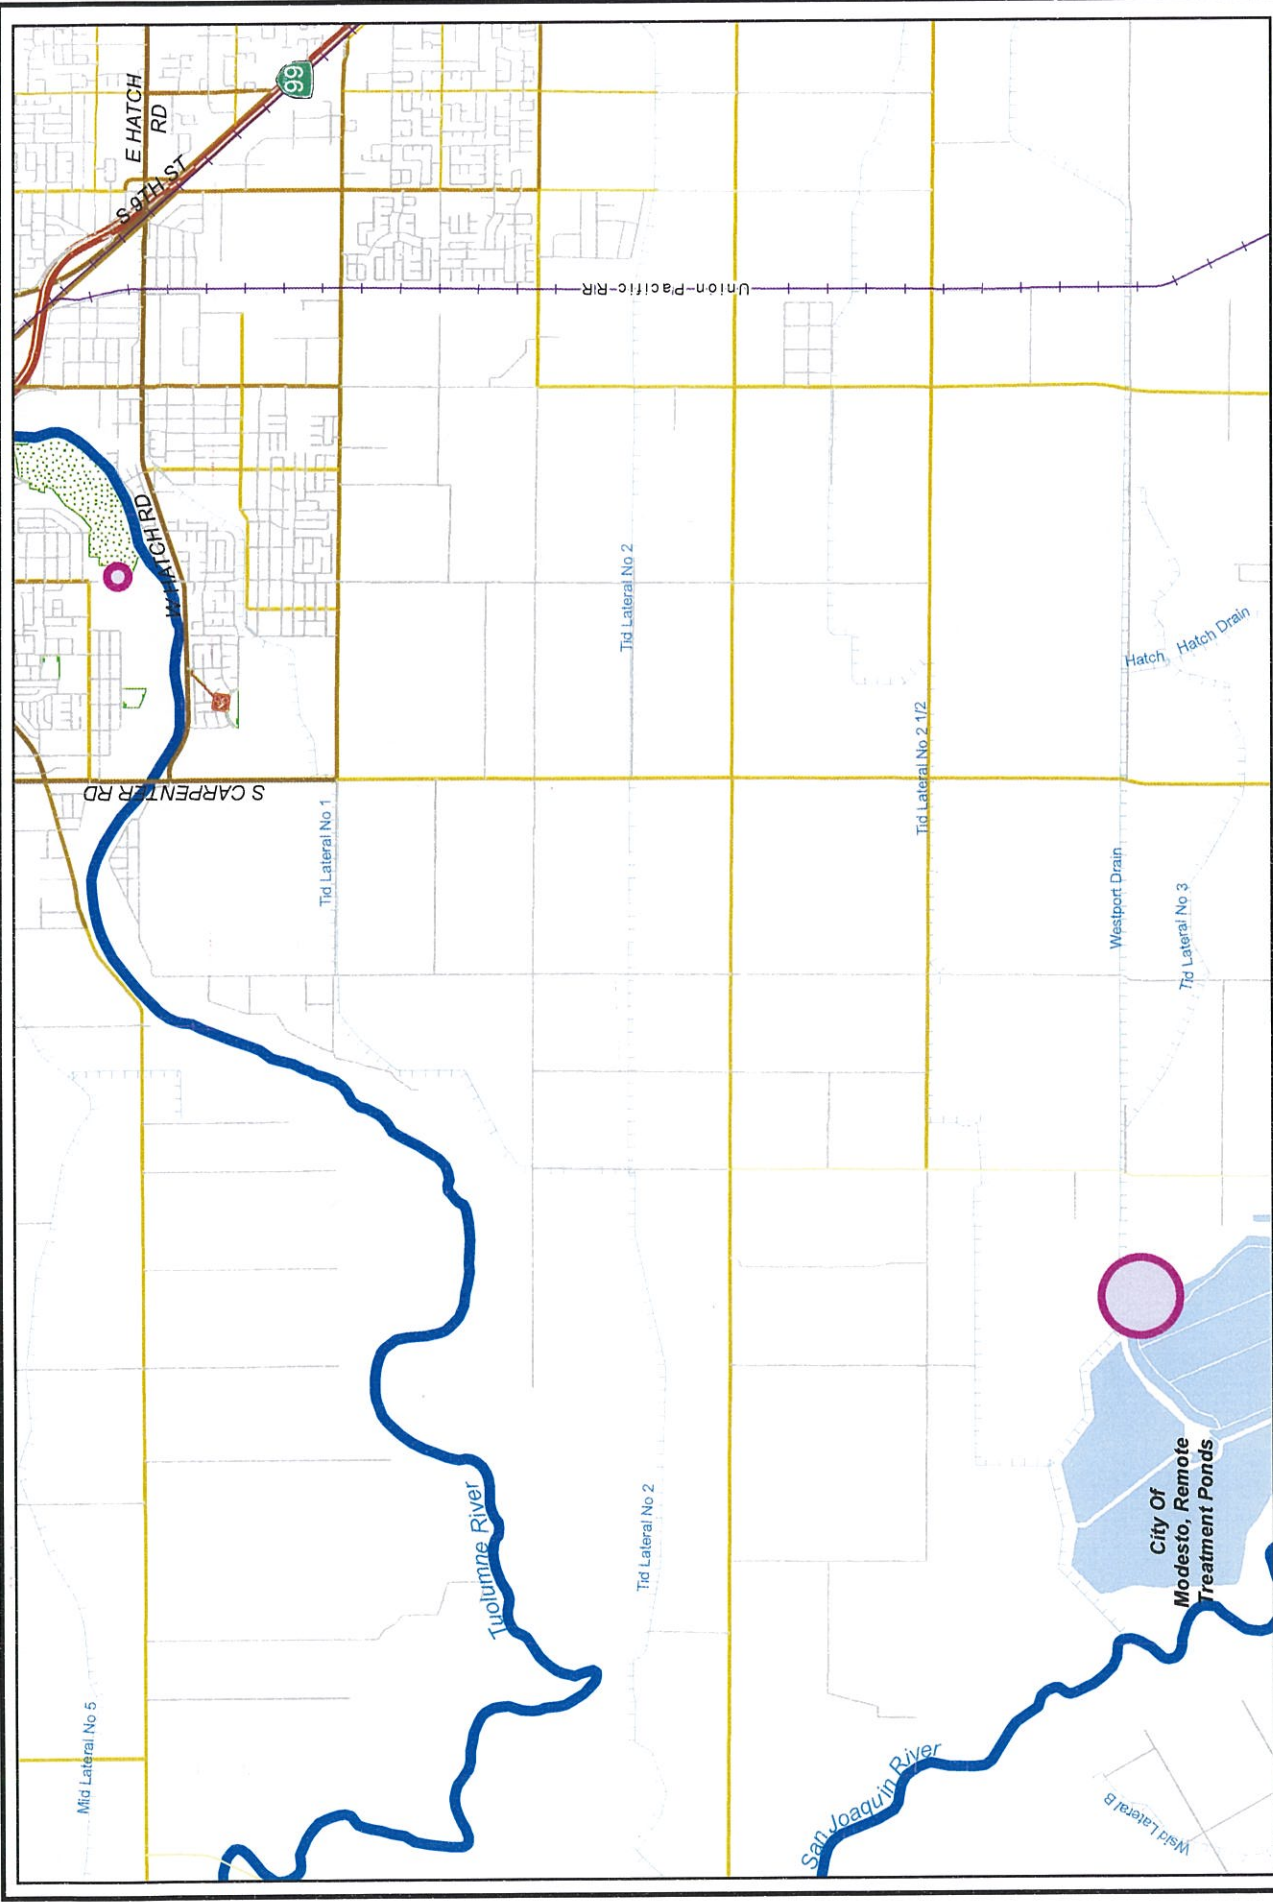 E HATCH
RD
99
S 9TH ST
Union Pacific RR
W HATCH RD
S CARPENTER RD
Tid Lateral No 1
Tid Lateral No 2
Tid Lateral No 2 1/2
Hatch
Hatch Drain
Westport Drain
Tid Lateral No 3
Mid Lateral No 5
Tuolumne River
Tid Lateral No 2
San Joaquin River
City Of
Modesto, Remote
Treatment Ponds
Wsid Lateral B